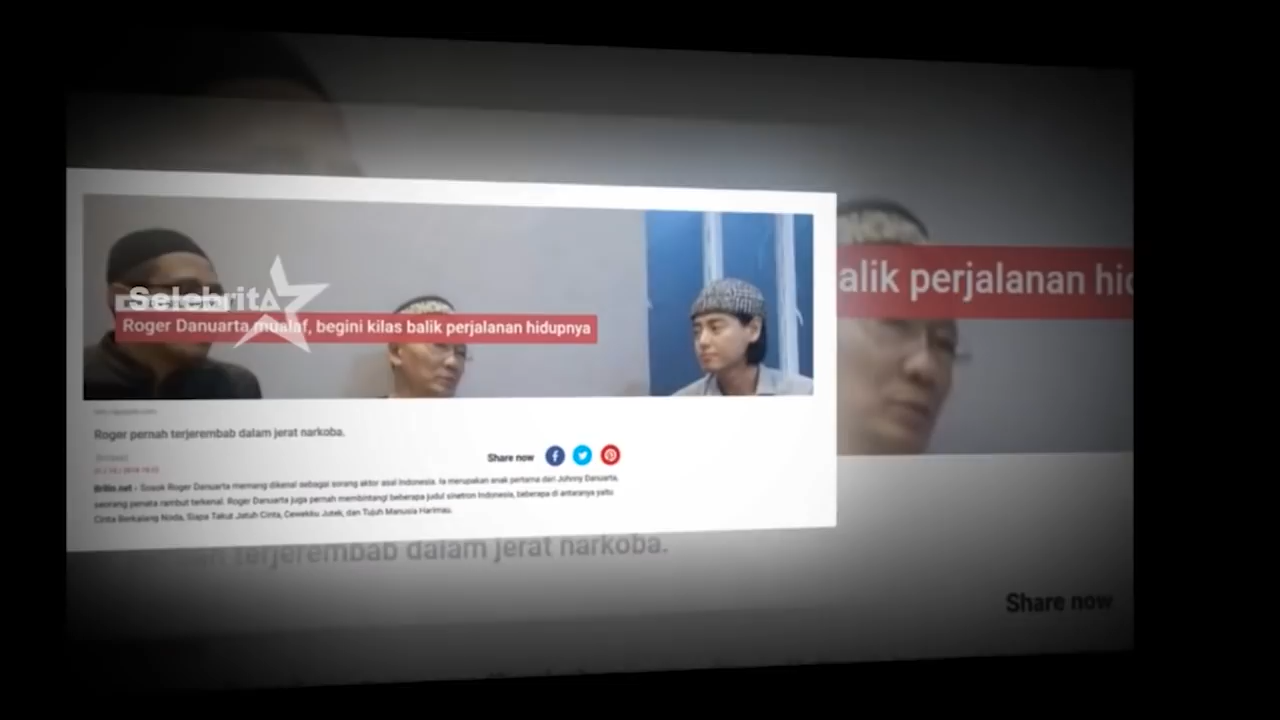 SelebritA
Roger Danuarta mualaf, begini kilas balik perjalanan hidupnya
alik perjalanan hid
Roger pernah terjerembab dalam jerat narkoba.
Share now
Brilio.net - Sosok Roger Danuarta memang dikenal sebagai sorang aktor asal Indonesia. Ia merupakan anak pertama dari Johnny Danuarta,
seorang penata rambut terkenal. Roger Danuarta juga pernah membintangi beberapa judul sinetron Indonesia, beberapa di antaranya yaitu
Cinta Berkalang Noda, Siapa Takut Jatuh Cinta, Cewekku Jutek, dan Tujuh Manusia Harimau.
terjerembab dalam jerat narkoba.
Share now